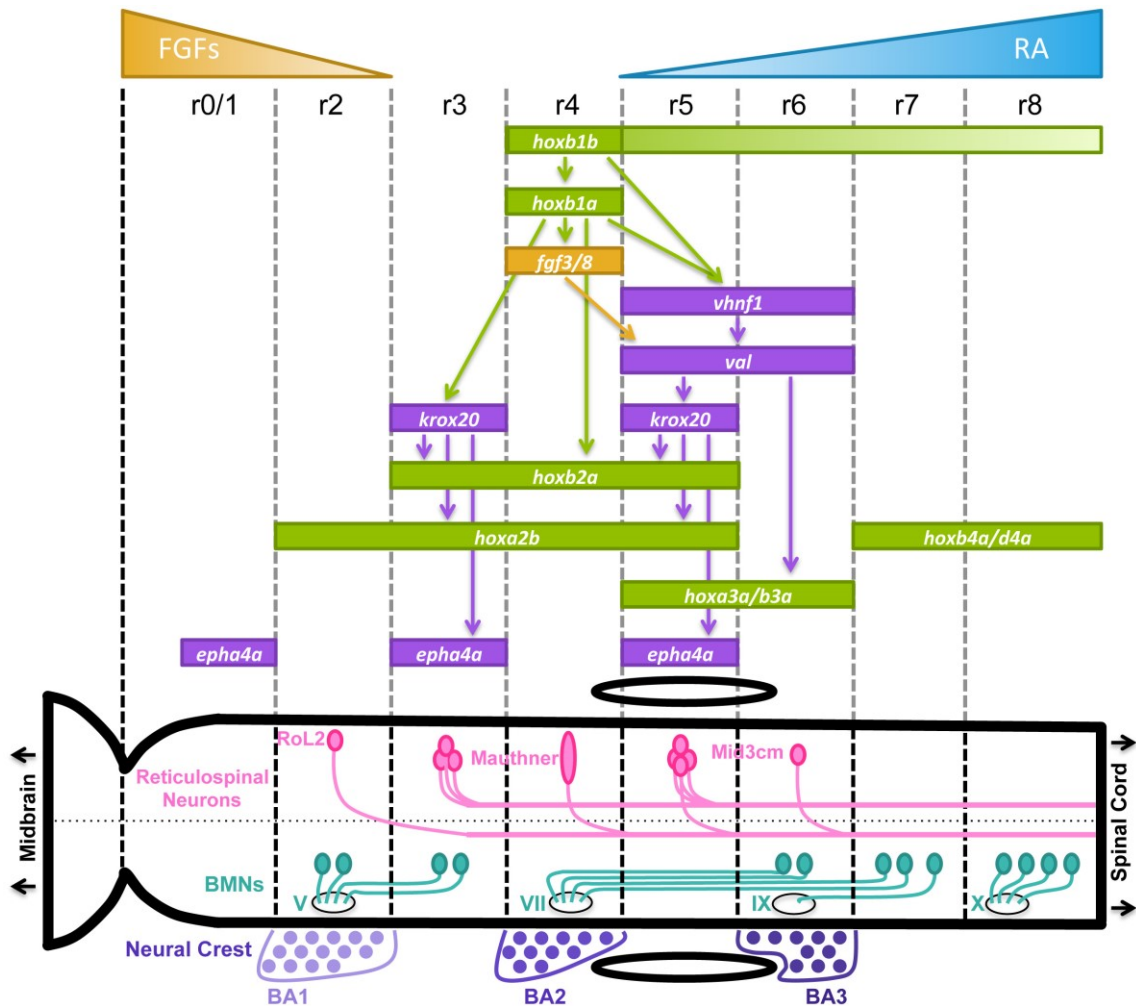 FGFs RA
r0/1 r2 r3 r4 r5 r6 r7 r8
hoxb1b
hoxb1a
fgf3/8
vhnf1
val
krox20 krox20
hoxb2a
hoxa2b hoxb4a/d4a
hoxa3a/b3a
epha4a epha4a epha4a
RoL2 Mauthner Mid3cm
Reticulospinal
Neurons
Midbrain
Spinal Cord
BMNs
V VII IX X
Neural Crest
BA1 BA2 BA3